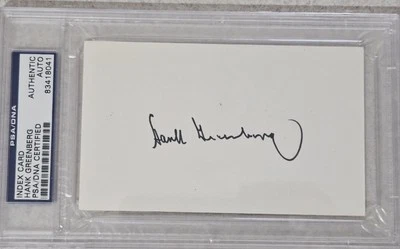 PSA/DNA
INDEX CARD
HANK GREENBERG
PSA/DNA CERTIFIED
AUTHENTIC
AUTO
83418041
Hank Greenberg